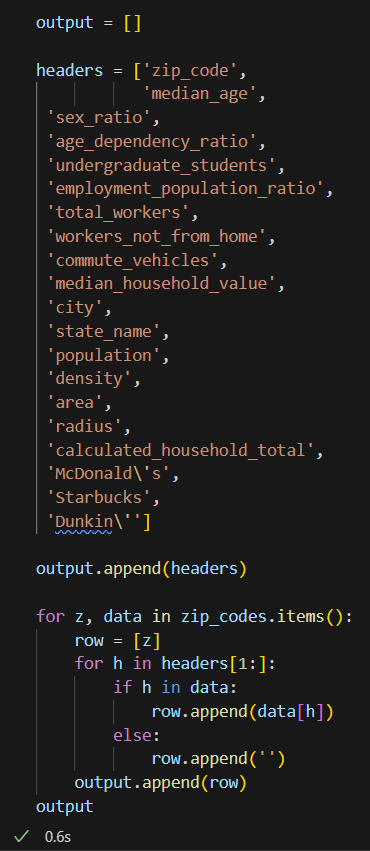 output = []
headers = ['zip_code',
'median_age',
'sex_ratio',
'age_dependency_ratio',
'undergraduate_students',
'employment_population_ratio',
'total_workers',
'workers_not_from_home',
'commute_vehicles',
'median_household_value',
'city',
'state_name',
'population',
'density',
'area',
'radius',
'calculated_household_total',
'McDonald\'s',
'Starbucks',
'Dunkin\'']
output.append(headers)
for z, data in zip_codes.items():
    row = [z]
    for h in headers[1:]:
        if h in data:
            row.append(data[h])
        else:
            row.append('')
    output.append(row)
output
0.6s